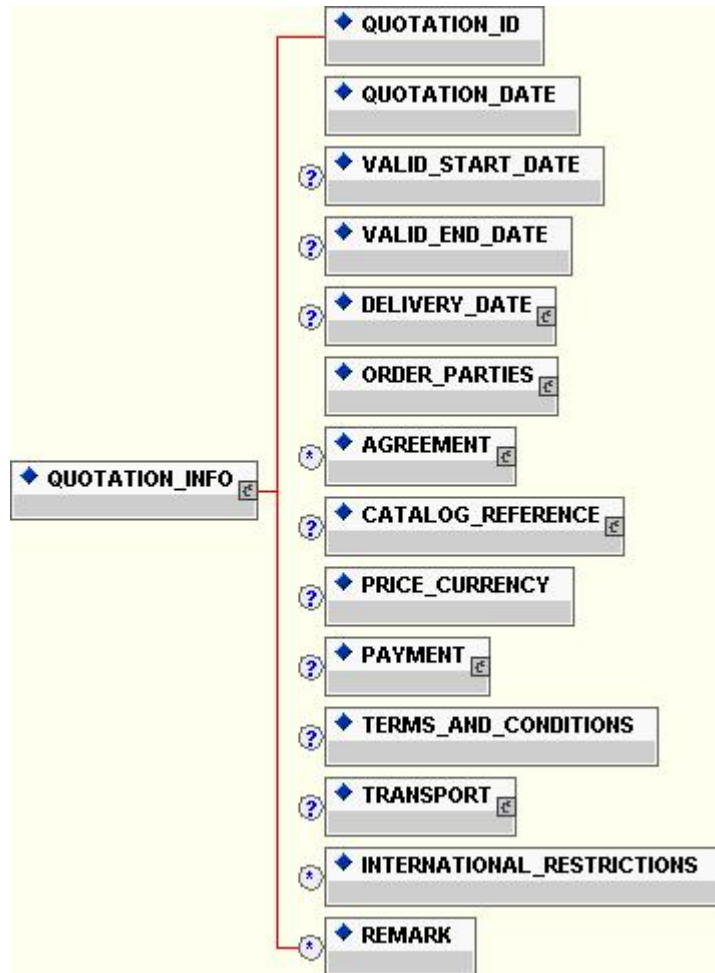 QUOTATION_ID
QUOTATION_DATE
? VALID_START_DATE
? VALID_END_DATE
? DELIVERY_DATE
ORDER_PARTIES
* AGREEMENT
QUOTATION_INFO
? CATALOG_REFERENCE
? PRICE_CURRENCY
? PAYMENT
? TERMS_AND_CONDITIONS
? TRANSPORT
* INTERNATIONAL_RESTRICTIONS
* REMARK